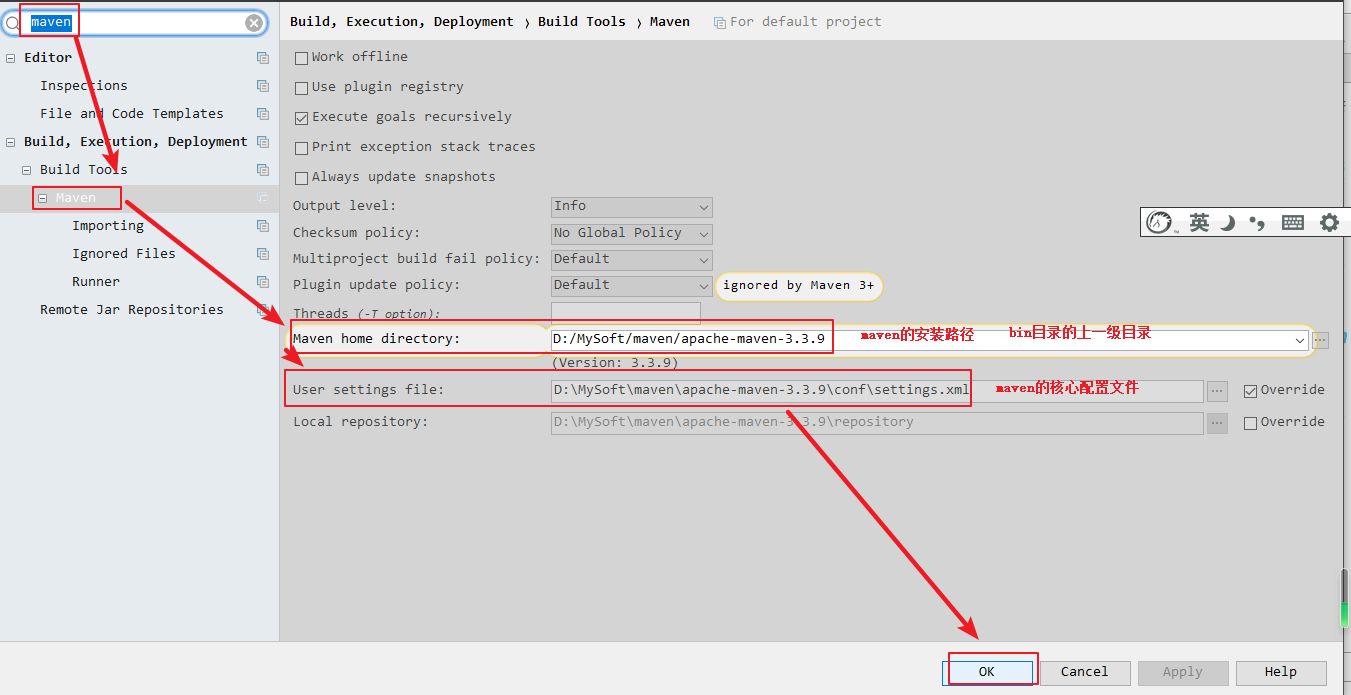 maven
Build, Execution, Deployment › Build Tools › Maven For default project
Editor
Inspections
File and Code Templates
Build, Execution, Deployment
Build Tools
Maven
Importing
Ignored Files
Runner
Remote Jar Repositories
Work offline
Use plugin registry
Execute goals recursively
Print exception stack traces
Always update snapshots
Output level: Info
Checksum policy: No Global Policy
Multiproject build fail policy: Default
Plugin update policy: Default ignored by Maven 3+
Threads (-T option):
Maven home directory: D:/MySoft/maven/apache-maven-3.3.9 maven的安装路径 bin目录的上一级目录
(Version: 3.3.9)
User settings file: D:\MySoft\maven\apache-maven-3.3.9\conf\settings.xml maven的核心配置文件 ... Override
Local repository: D:\MySoft\maven\apache-maven-3.3.9\repository ... Override
英
OK Cancel Apply Help